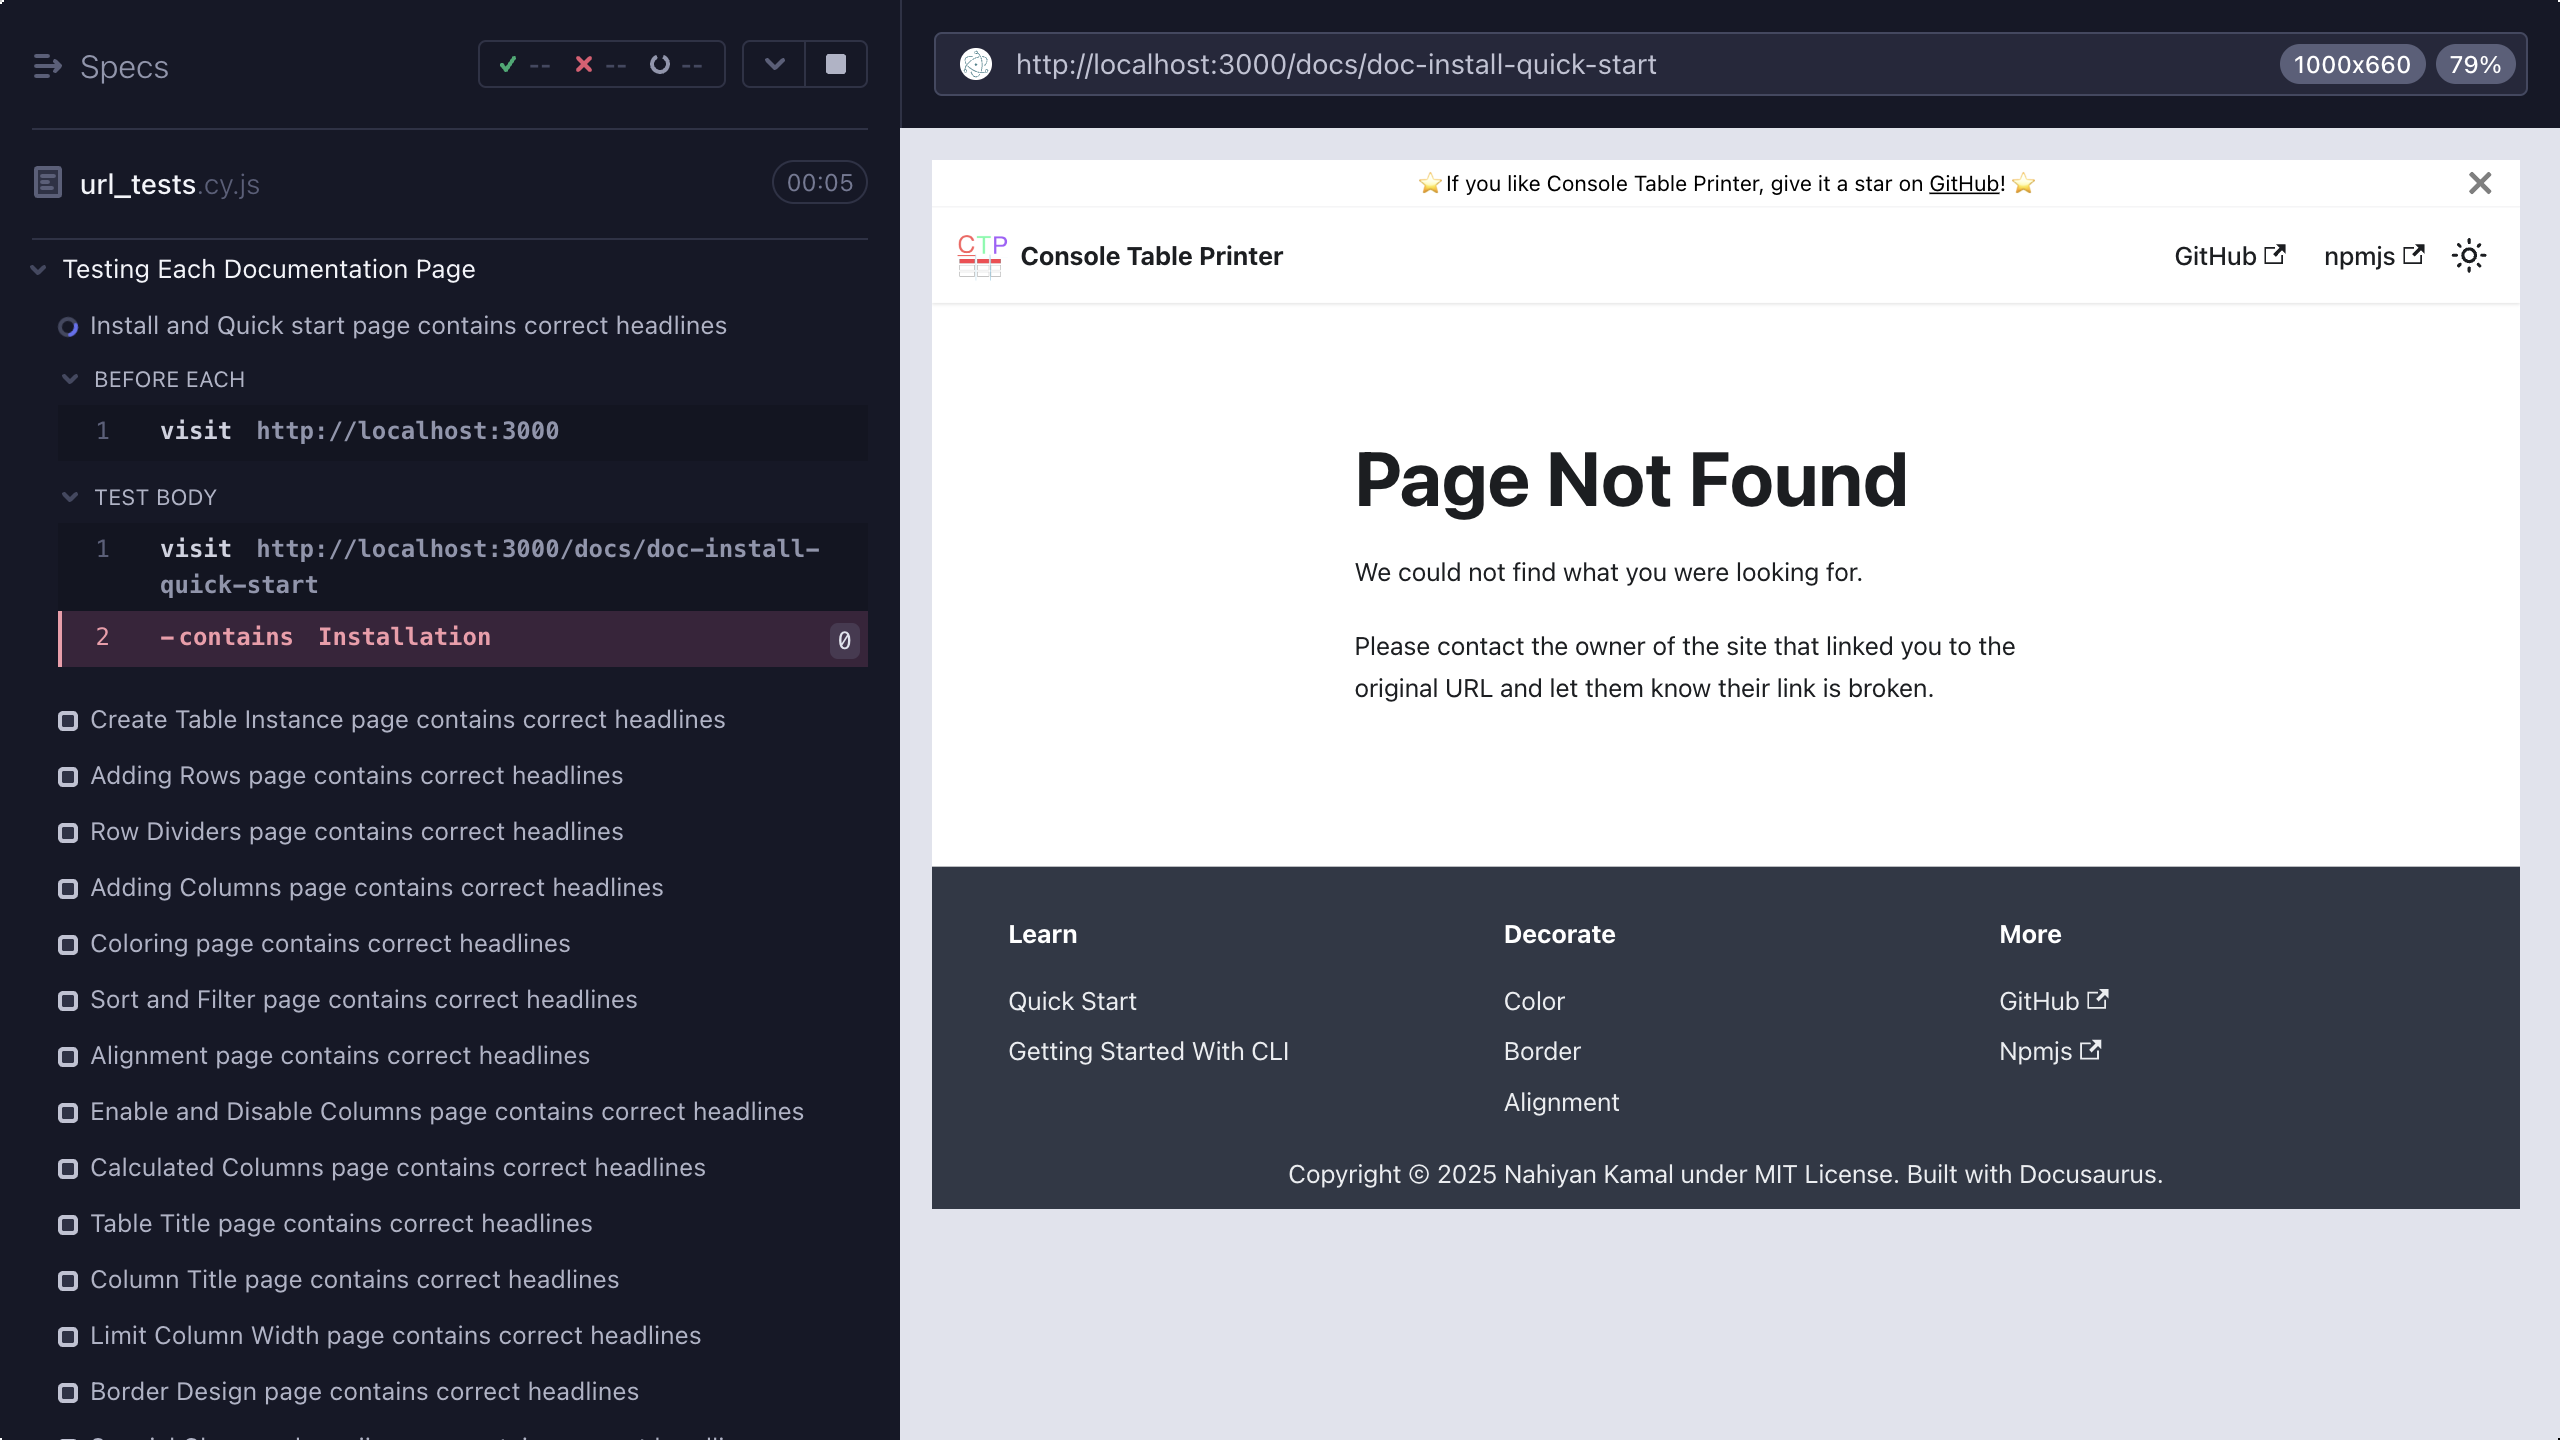 Specs
-- -- --
url_tests.cy.js
00:05
Testing Each Documentation Page
Install and Quick start page contains correct headlines
BEFORE EACH
1 visit http://localhost:3000
TEST BODY
1 visit http://localhost:3000/docs/doc-install-
quick-start
2 -contains Installation 0
Create Table Instance page contains correct headlines
Adding Rows page contains correct headlines
Row Dividers page contains correct headlines
Adding Columns page contains correct headlines
Coloring page contains correct headlines
Sort and Filter page contains correct headlines
Alignment page contains correct headlines
Enable and Disable Columns page contains correct headlines
Calculated Columns page contains correct headlines
Table Title page contains correct headlines
Column Title page contains correct headlines
Limit Column Width page contains correct headlines
Border Design page contains correct headlines
http://localhost:3000/docs/doc-install-quick-start
1000x660
79%
⭐If you like Console Table Printer, give it a star on GitHub! ⭐
CTP
Console Table Printer
GitHub
npmjs
Page Not Found
We could not find what you were looking for.
Please contact the owner of the site that linked you to the
original URL and let them know their link is broken.
Learn
Quick Start
Getting Started With CLI
Decorate
Color
Border
Alignment
More
GitHub
Npmjs
Copyright © 2025 Nahiyan Kamal under MIT License. Built with Docusaurus.